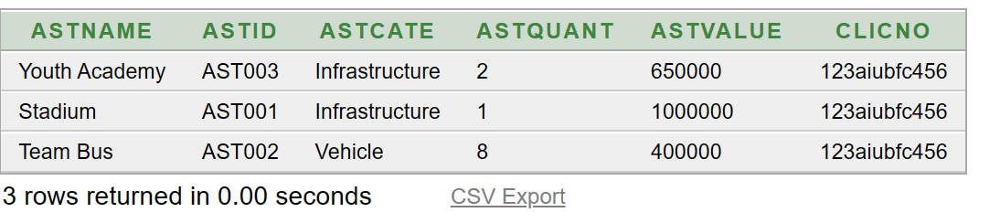 ASTNAME ASTID ASTCATE ASTQUANT ASTVALUE CLICNO
Youth Academy AST003 Infrastructure 2 650000 123aiubfc456
Stadium AST001 Infrastructure 1 1000000 123aiubfc456
Team Bus AST002 Vehicle 8 400000 123aiubfc456
3 rows returned in 0.00 seconds CSV Export